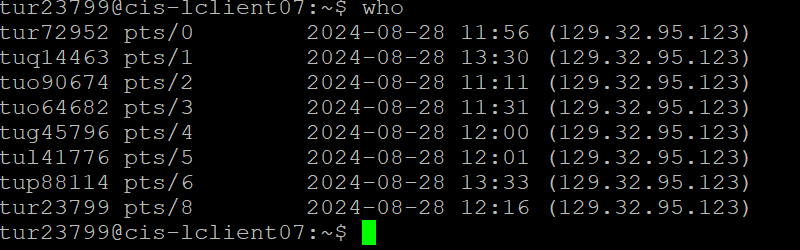 tur23799@cis-lclient07:~$ who
tur72952 pts/0        2024-08-28 11:56 (129.32.95.123)
tuq14463 pts/1        2024-08-28 13:30 (129.32.95.123)
tuo90674 pts/2        2024-08-28 11:11 (129.32.95.123)
tuo64682 pts/3        2024-08-28 11:31 (129.32.95.123)
tug45796 pts/4        2024-08-28 12:00 (129.32.95.123)
tul41776 pts/5        2024-08-28 12:01 (129.32.95.123)
tup88114 pts/6        2024-08-28 13:33 (129.32.95.123)
tur23799 pts/8        2024-08-28 12:16 (129.32.95.123)
tur23799@cis-lclient07:~$